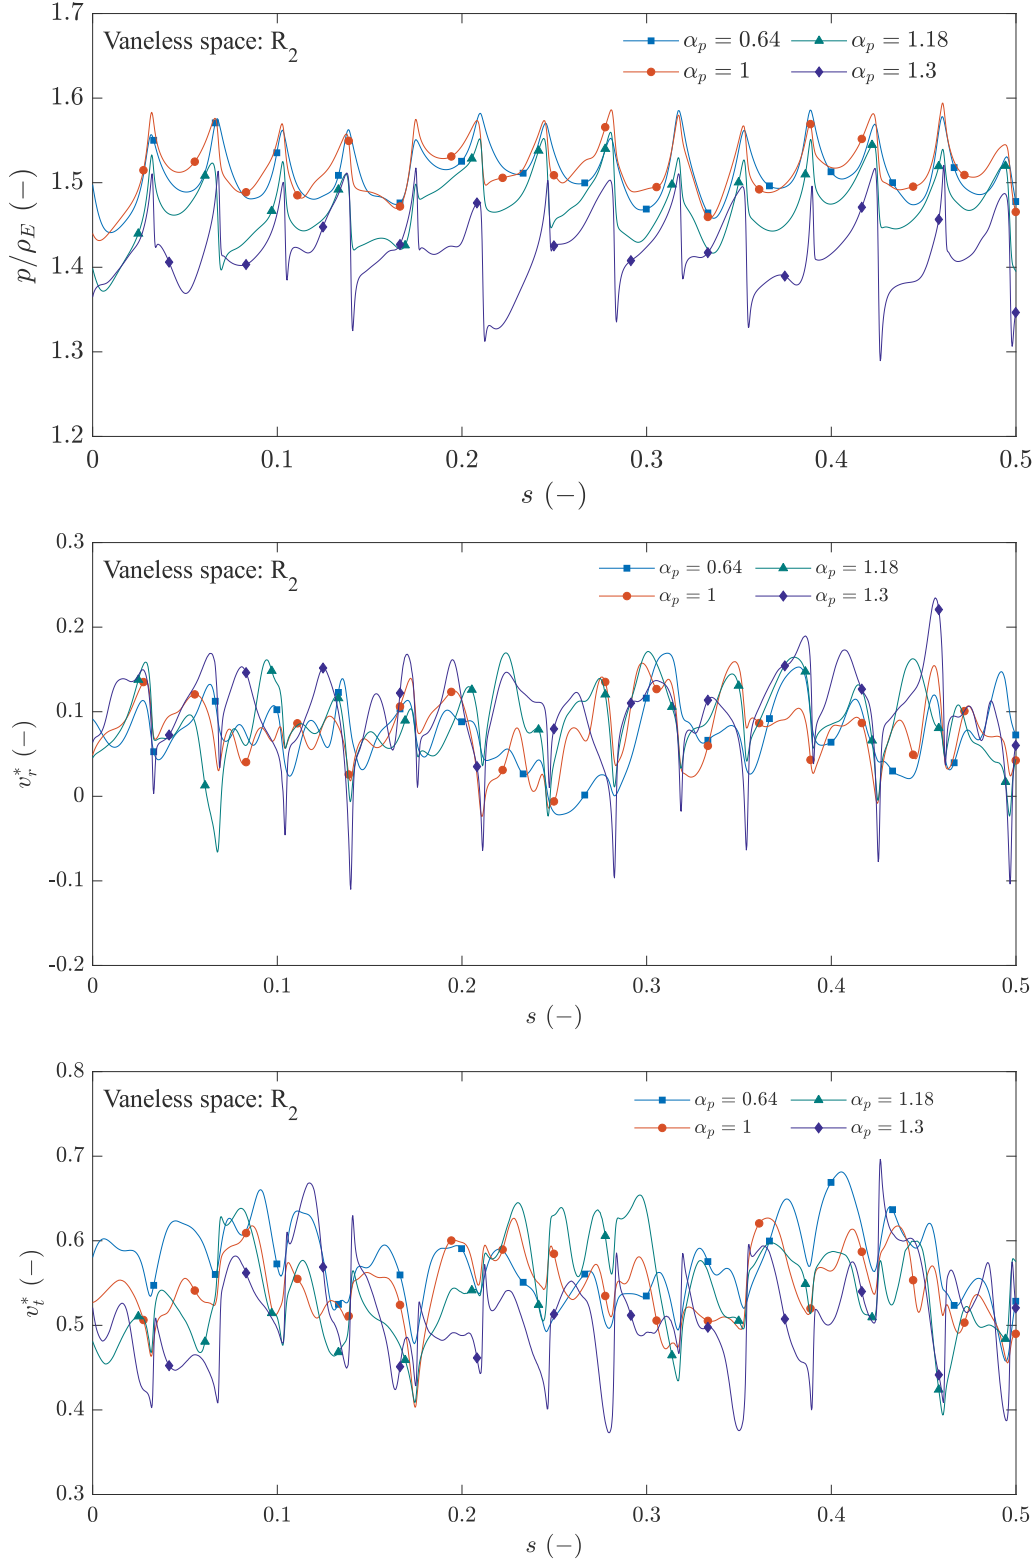 1.7
Vaneless space: R₂
αₚ = 0.64
αₚ = 1.18
αₚ = 1
αₚ = 1.3
1.6
1.5
p/ρ_E (−)
1.4
1.3
1.2
0 0.1 0.2 0.3 0.4 0.5
s (−)
0.3
Vaneless space: R₂
αₚ = 0.64
αₚ = 1.18
αₚ = 1
αₚ = 1.3
0.2
0.1
v_r^* (−)
0
-0.1
-0.2
0 0.1 0.2 0.3 0.4 0.5
s (−)
0.8
Vaneless space: R₂
αₚ = 0.64
αₚ = 1.18
αₚ = 1
αₚ = 1.3
0.7
0.6
v_t^* (−)
0.5
0.4
0.3
0 0.1 0.2 0.3 0.4 0.5
s (−)